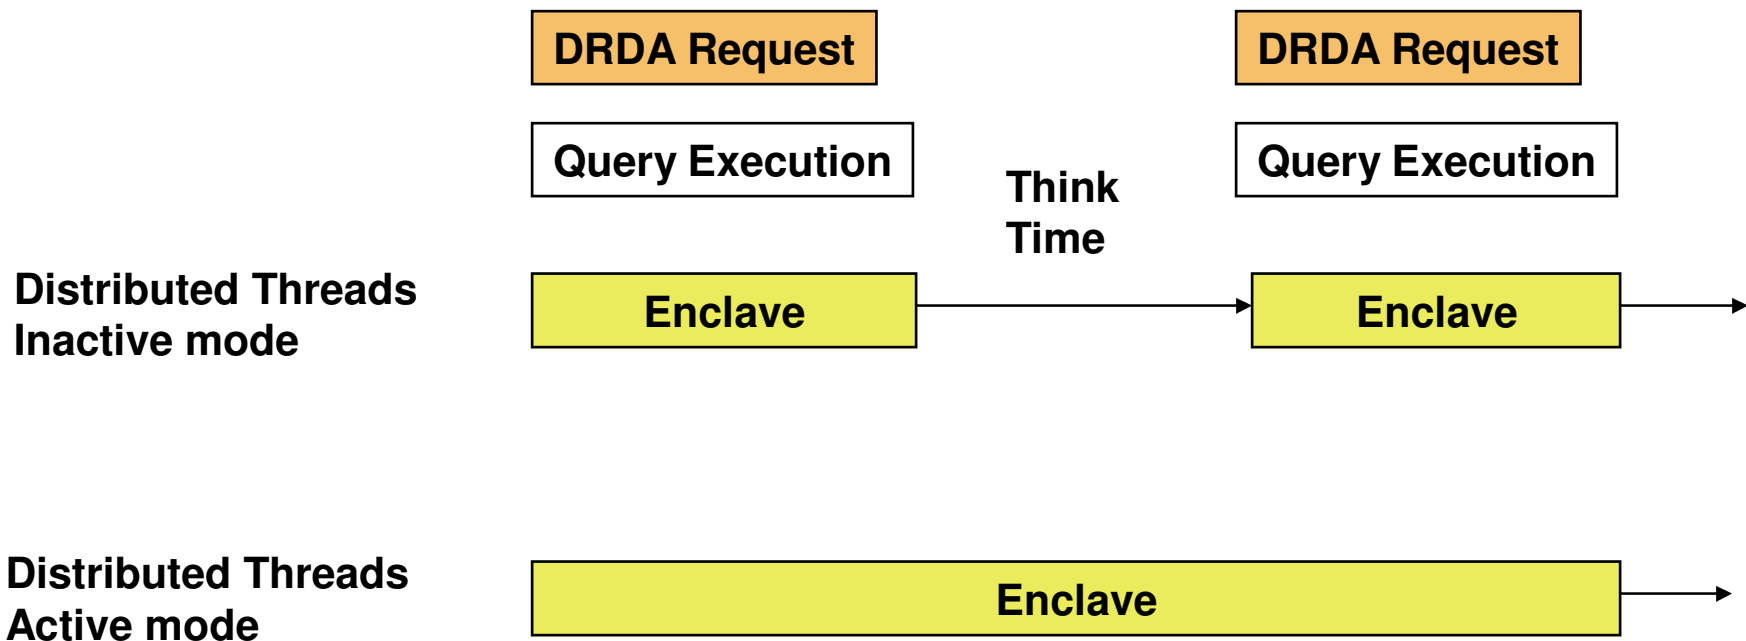 DRDA Request
DRDA Request
Query Execution
Query Execution
Think
Time
Distributed Threads
Inactive mode
Enclave
Enclave
Distributed Threads
Active mode
Enclave